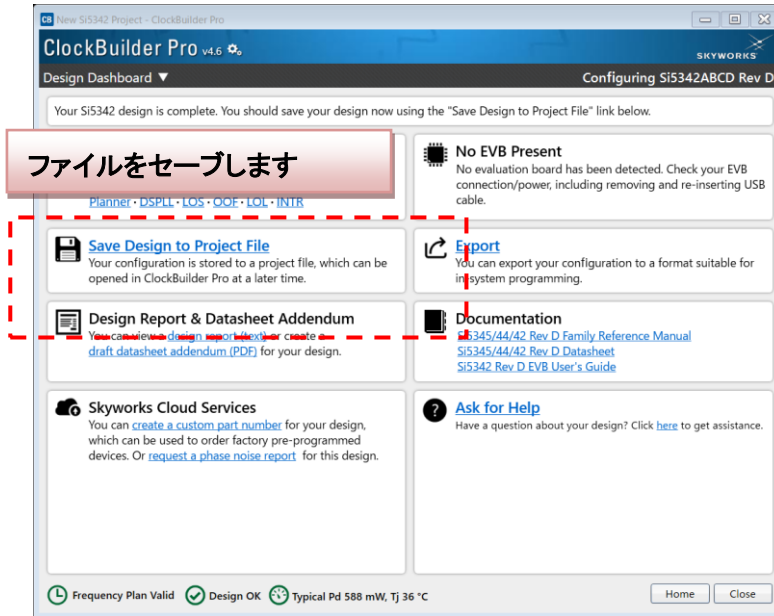 CB New Si5342 Project - ClockBuilder Pro
ClockBuilder Pro v4.6
SKYWORKS
Design Dashboard ▼
Configuring Si5342ABCD Rev D
Your Si5342 design is complete. You should save your design now using the "Save Design to Project File" link below.
ファイルをセーブします
Planner · DSPLL · LOS · OOF · LOL · INTR
No EVB Present
No evaluation board has been detected. Check your EVB
connection/power, including removing and re-inserting USB
cable.
Save Design to Project File
Your configuration is stored to a project file, which can be
opened in ClockBuilder Pro at a later time.
Export
You can export your configuration to a format suitable for
in-system programming.
Design Report & Datasheet Addendum
You can view a design report (text) or create a
draft datasheet addendum (PDF) for your design.
Documentation
Si5345/44/42 Rev D Family Reference Manual
Si5345/44/42 Rev D Datasheet
Si5342 Rev D EVB User's Guide
Skyworks Cloud Services
You can create a custom part number for your design,
which can be used to order factory pre-programmed
devices. Or request a phase noise report for this design.
Ask for Help
Have a question about your design? Click here to get assistance.
Frequency Plan Valid
Design OK
Typical Pd 588 mW, Tj 36 °C
Home
Close